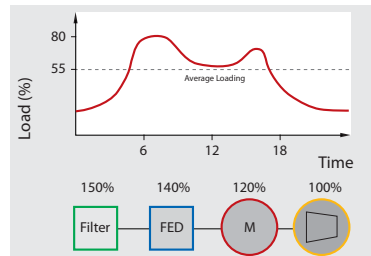 80
55
Load (%)
Average Loading
6 12 18
Time
150% 140% 120% 100%
Filter FED M